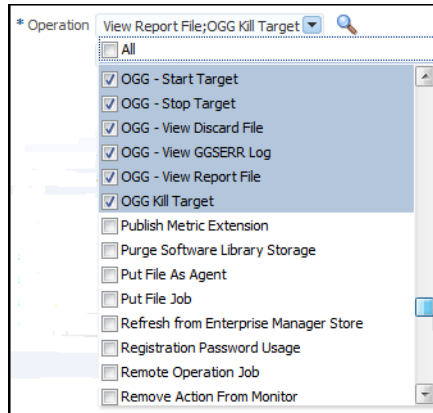 * Operation View Report File;OGG Kill Target
All
OGG - Start Target
OGG - Stop Target
OGG - View Discard File
OGG - View GGSERR Log
OGG - View Report File
OGG Kill Target
Publish Metric Extension
Purge Software Library Storage
Put File As Agent
Put File Job
Refresh from Enterprise Manager Store
Registration Password Usage
Remote Operation Job
Remove Action From Monitor